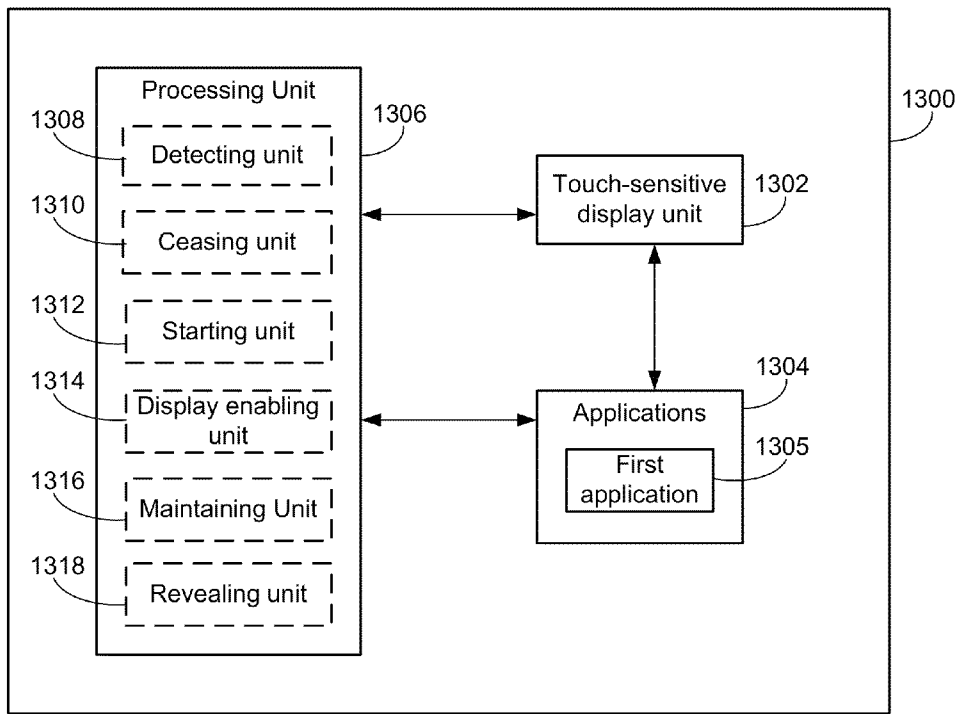 1300
Processing Unit
1306
1308
Detecting unit
1310
Ceasing unit
1312
Starting unit
1314
Display enabling
unit
1316
Maintaining Unit
1318
Revealing unit
Touch-sensitive
display unit
1302
1304
Applications
1305
First
application